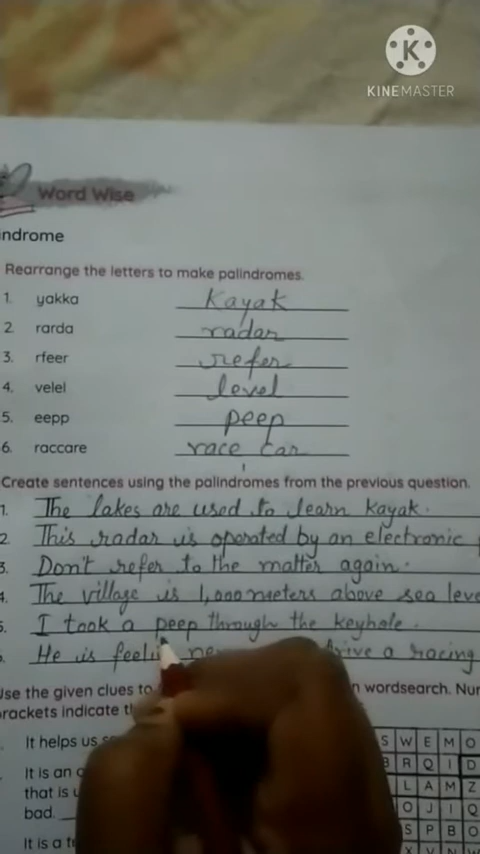 K
KINEMASTER
Word Wise
indrome
Rearrange the letters to make palindromes.
1. yakka Kayak
2. rarda radar
3. rfeer refer
4. velel level
5. eepp peep
6. raccare race car
Create sentences using the palindromes from the previous question.
1. The lakes are used to learn kayak.
2. This radar is operated by an electronic
3. Don't refer to the matter again.
4. The village is 1,000 meters above sea leve
5. I took a peep through the keyhole.
He is feeli drive a racing
Use the given clues to n wordsearch. Num
brackets indicate
It helps us
It is an
that is
bad.
It is a
S W E M O
B R Q I D
L A M Z
O J I Q
S P B O
X V N W